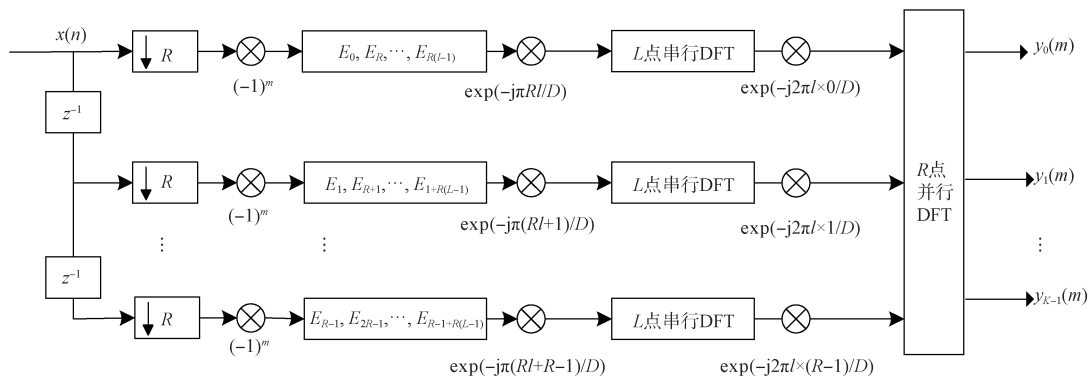 x(n)
R
(-1)^m
E_0, E_R, ⋯, E_{R(l-1)}
exp(-jπRl/D)
L点串行DFT
exp(-j2πl×0/D)
y_0(m)
z^{-1}
R
(-1)^m
E_1, E_{R+1}, ⋯, E_{1+R(L-1)}
exp(-jπ(Rl+1)/D)
L点串行DFT
exp(-j2πl×1/D)
R点
并行
DFT
y_1(m)
⋮
⋮
⋮
z^{-1}
R
(-1)^m
E_{R-1}, E_{2R-1}, ⋯, E_{R-1+R(L-1)}
exp(-jπ(Rl+R-1)/D)
L点串行DFT
exp(-j2πl×(R-1)/D)
y_{K-1}(m)